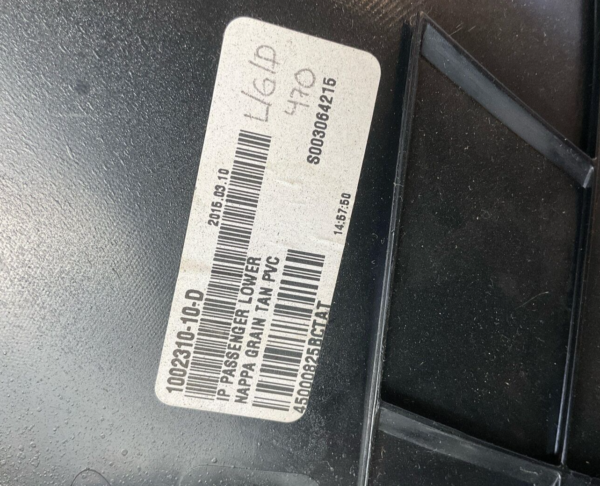 L/G/D
470
2015.03.10
S003064215
14:57:50
1002310-10-D
IP PASSENGER LOWER
NAPPA GRAIN TAN PVC
45000825BCTAT